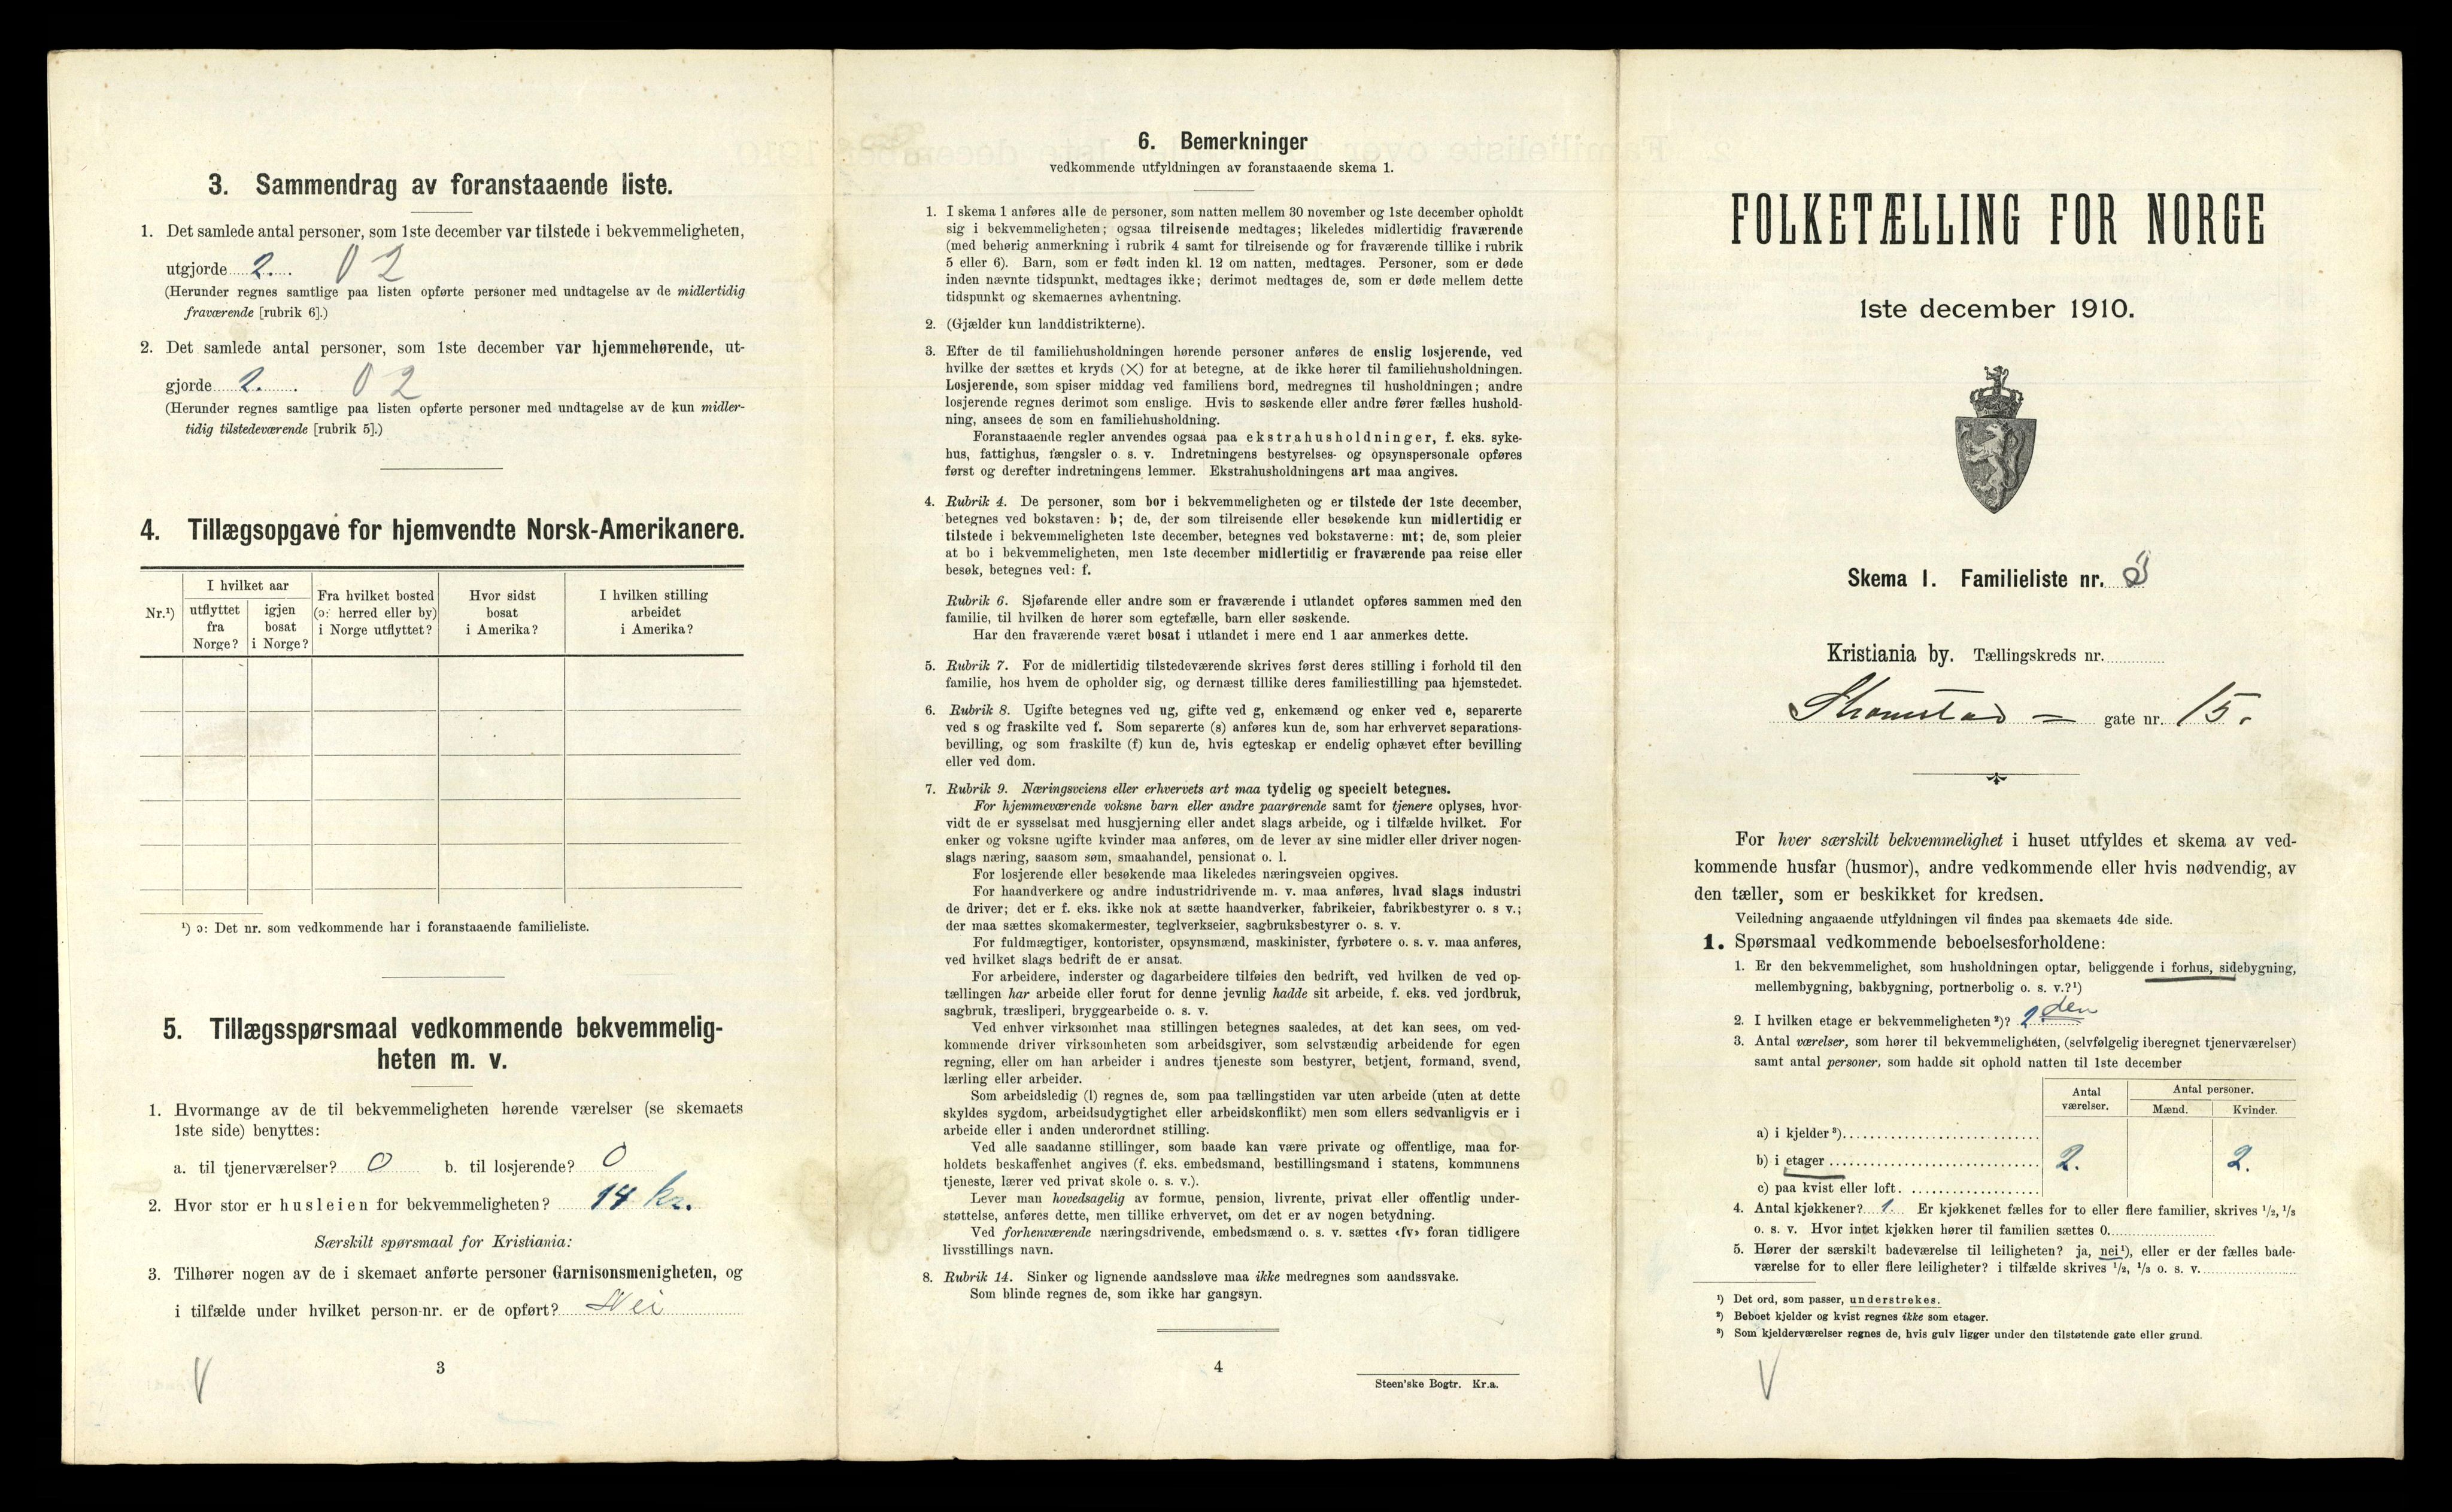 3. Sammendrag av foranstaaende liste.
1. Det samlede antal personer, som 1ste december var tilstede i bekvemmeligheten,
utgjorde 2. 0 2
(Herunder regnes samtlige paa listen opførte personer med undtagelse av de midlertidig
fraværende [rubrik 6].)
2. Det samlede antal personer, som 1ste december var hjemmehørende, ut-
gjorde 2. 0 2
(Herunder regnes samtlige paa listen opførte personer med undtagelse av de kun midler-
tidig tilstedeværende [rubrik 5].)
4. Tillægsopgave for hjemvendte Norsk-Amerikanere.
Nr.¹) I hvilket aar utflyttet fra Norge? igjen bosat i Norge? Fra hvilket bosted (ɔ: herred eller by) i Norge utflyttet? Hvor sidst bosat i Amerika? I hvilken stilling arbeidet i Amerika?
¹) ɔ: Det nr. som vedkommende har i foranstaaende familieliste.
5. Tillægsspørsmaal vedkommende bekvemmelig-
heten m. v.
1. Hvormange av de til bekvemmeligheten hørende værelser (se skemaets
1ste side) benyttes:
a. til tjenerværelser? 0 b. til losjerende? 0
2. Hvor stor er husleien for bekvemmeligheten? 14 kr.
Særskilt spørsmaal for Kristiania:
3. Tilhører nogen av de i skemaet anførte personer Garnisonsmenigheten, og
i tilfælde under hvilket person-nr. er de opført? Nei
3
6. Bemerkninger
vedkommende utfyldningen av foranstaaende skema 1.
1. I skema 1 anføres alle de personer, som natten mellem 30 november og 1ste december opholdt
sig i bekvemmeligheten; ogsaa tilreisende medtages; likeledes midlertidig fraværende
(med behørig anmerkning i rubrik 4 samt for tilreisende og for fraværende tillike i rubrik
5 eller 6). Barn, som er født inden kl. 12 om natten, medtages. Personer, som er døde
inden nævnte tidspunkt, medtages ikke; derimot medtages de, som er døde mellem dette
tidspunkt og skemaernes avhentning.
2. (Gjælder kun landdistrikterne).
3. Efter de til familiehusholdningen hørende personer anføres de enslig losjerende, ved
hvilke der sættes et kryds (×) for at betegne, at de ikke hører til familiehusholdningen.
Losjerende, som spiser middag ved familiens bord, medregnes til husholdningen; andre
losjerende regnes derimot som enslige. Hvis to søskende eller andre fører fælles hushold-
ning, ansees de som en familiehusholdning.
Foranstaaende regler anvendes ogsaa paa ekstrahusholdninger, f. eks. syke-
hus, fattighus, fængsler o. s. v. Indretningens bestyrelses- og opsynspersonale opføres
først og derefter indretningens lemmer. Ekstrahusholdningens art maa angives.
4. Rubrik 4. De personer, som bor i bekvemmeligheten og er tilstede der 1ste december,
betegnes ved bokstaven: b; de, der som tilreisende eller besøkende kun midlertidig er
tilstede i bekvemmeligheten 1ste december, betegnes ved bokstaverne: mt; de, som pleier
at bo i bekvemmeligheten, men 1ste december midlertidig er fraværende paa reise eller
besøk, betegnes ved: f.
Rubrik 6. Sjøfarende eller andre som er fraværende i utlandet opføres sammen med den
familie, til hvilken de hører som egtefælle, barn eller søskende.
Har den fraværende været bosat i utlandet i mere end 1 aar anmerkes dette.
5. Rubrik 7. For de midlertidig tilstedeværende skrives først deres stilling i forhold til den
familie, hos hvem de opholder sig, og dernæst tillike deres familiestilling paa hjemstedet.
6. Rubrik 8. Ugifte betegnes ved ug, gifte ved g, enkemænd og enker ved e, separerte
ved s og fraskilte ved f. Som separerte (s) anføres kun de, som har erhvervet separations-
bevilling, og som fraskilte (f) kun de, hvis egteskap er endelig ophævet efter bevilling
eller ved dom.
7. Rubrik 9. Næringsveiens eller erhvervets art maa tydelig og specielt betegnes.
For hjemmeværende voksne barn eller andre paarørende samt for tjenere oplyses, hvor-
vidt de er sysselsat med husgjerning eller andet slags arbeide, og i tilfælde hvilket. For
enker og voksne ugifte kvinder maa anføres, om de lever av sine midler eller driver nogen-
slags næring, saasom søm, smaahandel, pensionat o. l.
For losjerende eller besøkende maa likeledes næringsveien opgives.
For haandverkere og andre industridrivende m. v. maa anføres, hvad slags industri
de driver; det er f. eks. ikke nok at sætte haandverker, fabrikeier, fabrikbestyrer o. s v.;
der maa sættes skomakermester, teglverkseier, sagbruksbestyrer o. s. v.
For fuldmægtiger, kontorister, opsynsmænd, maskinister, fyrbøtere o. s. v. maa anføres,
ved hvilket slags bedrift de er ansat.
For arbeidere, inderster og dagarbeidere tilføies den bedrift, ved hvilken de ved op-
tællingen har arbeide eller forut for denne jevnlig hadde sit arbeide, f. eks. ved jordbruk,
sagbruk, træsliperi, bryggearbeide o. s. v.
Ved enhver virksomhet maa stillingen betegnes saaledes, at det kan sees, om ved-
kommende driver virksomheten som arbeidsgiver, som selvstændig arbeidende for egen
regning, eller om han arbeider i andres tjeneste som bestyrer, betjent, formand, svend,
lærling eller arbeider.
Som arbeidsledig (l) regnes de, som paa tællingstiden var uten arbeide (uten at dette
skyldes sygdom, arbeidsudygtighet eller arbeidskonflikt) men som ellers sedvanligvis er i
arbeide eller i anden underordnet stilling.
Ved alle saadanne stillinger, som baade kan være private og offentlige, maa for-
holdets beskaffenhet angives (f. eks. embedsmand, bestillingsmand i statens, kommunens
tjeneste, lærer ved privat skole o. s. v.).
Lever man hovedsagelig av formue, pension, livrente, privat eller offentlig under-
støttelse, anføres dette, men tillike erhvervet, om det er av nogen betydning.
Ved forhenværende næringsdrivende, embedsmænd o. s. v. sættes «fv» foran tidligere
livsstillings navn.
8. Rubrik 14. Sinker og lignende aandssløve maa ikke medregnes som aandssvake.
Som blinde regnes de, som ikke har gangsyn.
4
Steen'ske Bogtr. Kr.a.
FOLKETÆLLING FOR NORGE
1ste december 1910.
Skema 1. Familieliste nr. 3
Kristiania by. Tællingskreds nr.
Strømstad = gate nr. 15.
For hver særskilt bekvemmelighet i huset utfyldes et skema av ved-
kommende husfar (husmor), andre vedkommende eller hvis nødvendig, av
den tæller, som er beskikket for kredsen.
Veiledning angaaende utfyldningen vil findes paa skemaets 4de side.
1. Spørsmaal vedkommende beboelsesforholdene:
1. Er den bekvemmelighet, som husholdningen optar, beliggende i forhus, sidebygning,
mellembygning, bakbygning, portnerbolig o. s. v.?¹)
2. I hvilken etage er bekvemmeligheten²)? 2den
3. Antal værelser, som hører til bekvemmeligheten, (selvfølgelig iberegnet tjenerværelser)
samt antal personer, som hadde sit ophold natten til 1ste december
Antal værelser. Antal personer. Mænd. Kvinder.
a) i kjelder³)
b) i etager 2. 2.
c) paa kvist eller loft.
4. Antal kjøkkener? 1. Er kjøkkenet fælles for to eller flere familier, skrives 1/2, 1/3
o. s. v. Hvor intet kjøkken hører til familien sættes 0.
5. Hører der særskilt badeværelse til leiligheten? ja, nei¹), eller er der fælles bade-
værelse for to eller flere leiligheter? i tilfælde skrives 1/2, 1/3 o. s. v.
¹) Det ord, som passer, understrekes.
²) Beboet kjelder og kvist regnes ikke som etager.
³) Som kjelderværelser regnes de, hvis gulv ligger under den tilstøtende gate eller grund.